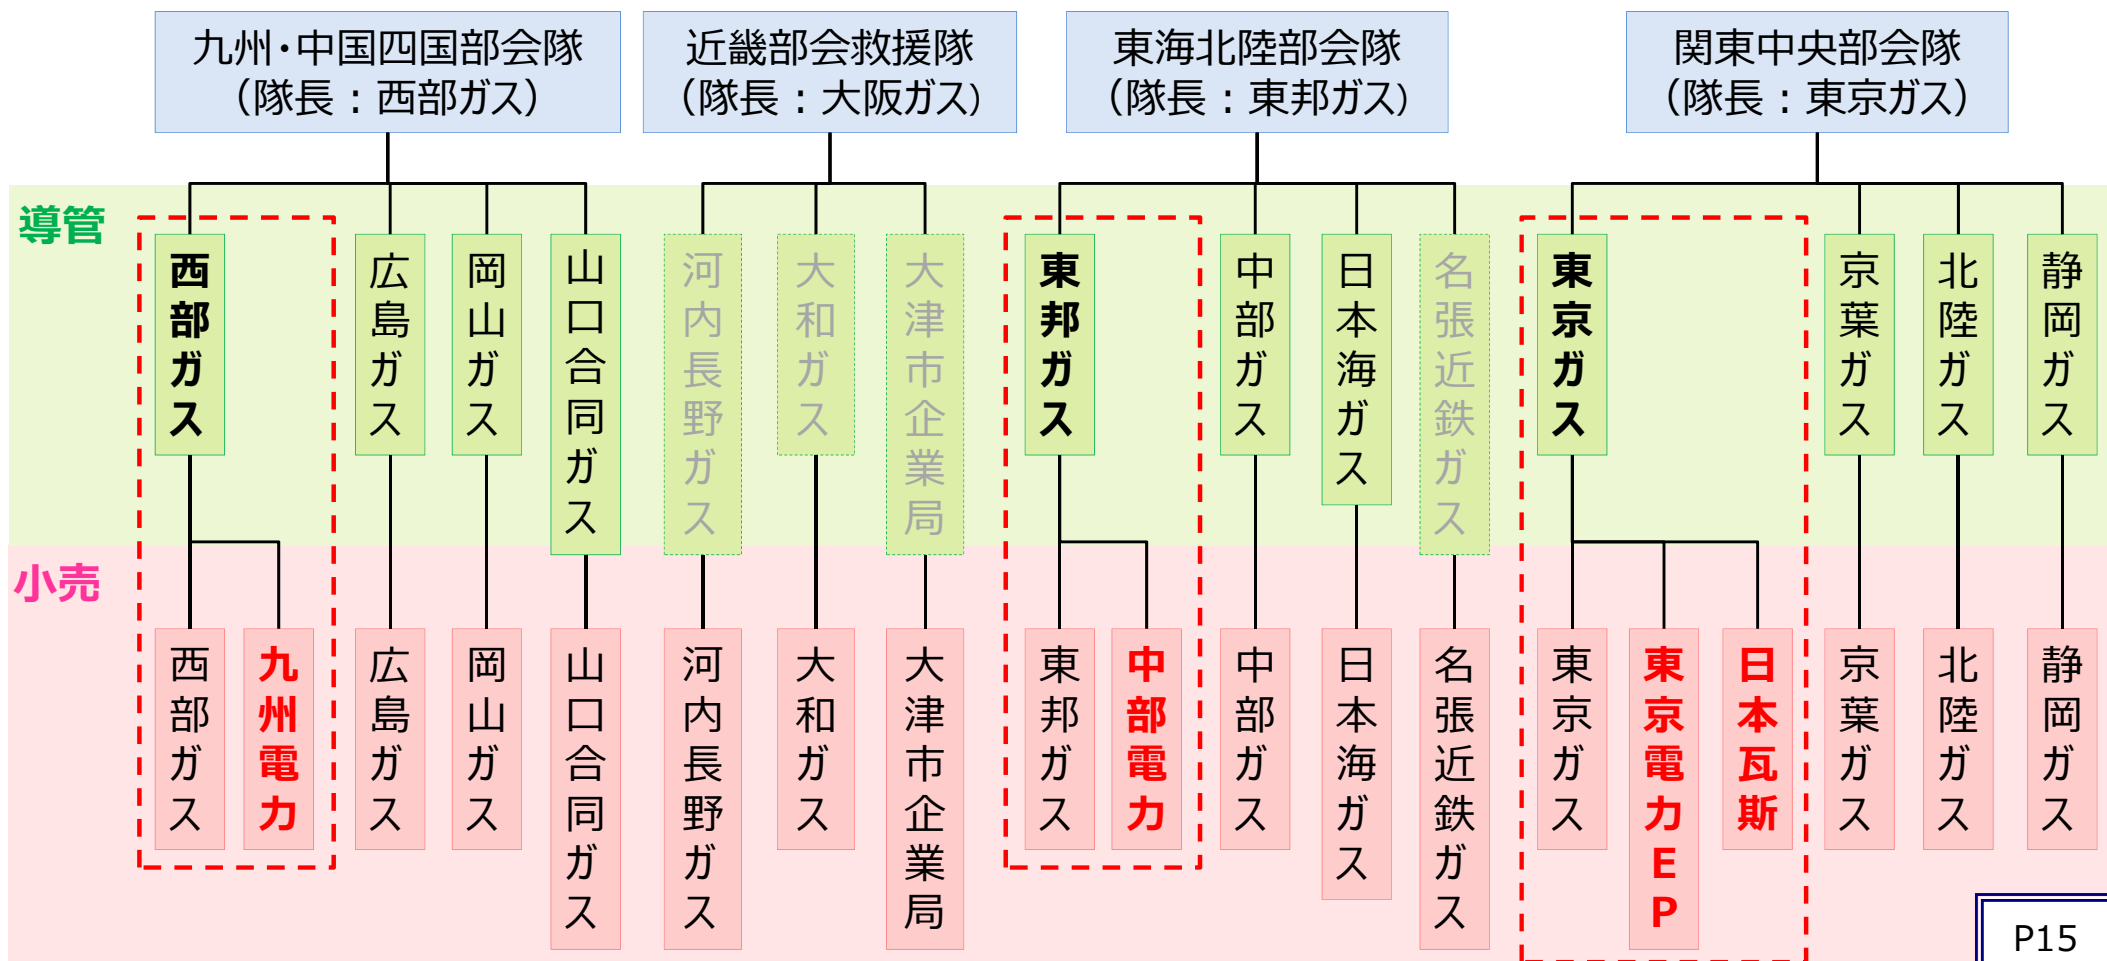 九州・中国四国部会隊
（隊長：西部ガス）
近畿部会救援隊
（隊長：大阪ガス）
東海北陸部会隊
（隊長：東邦ガス）
関東中央部会隊
（隊長：東京ガス）
導管
西部ガス
広島ガス
岡山ガス
山口合同ガス
河内長野ガス
大和ガス
大津市企業局
東邦ガス
中部ガス
日本海ガス
名張近鉄ガス
東京ガス
京葉ガス
北陸ガス
静岡ガス
小売
西部ガス
九州電力
広島ガス
岡山ガス
山口合同ガス
河内長野ガス
大和ガス
大津市企業局
東邦ガス
中部電力
中部ガス
日本海ガス
名張近鉄ガス
東京ガス
東京電力EP
日本瓦斯
京葉ガス
北陸ガス
静岡ガス
P15